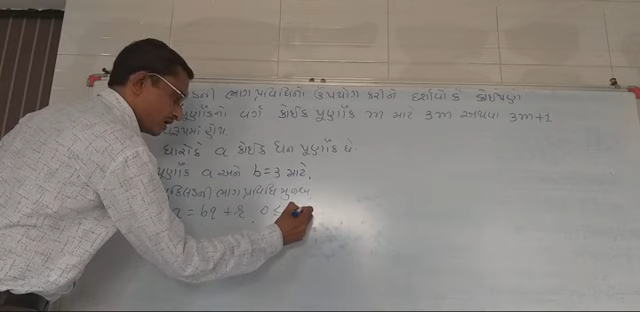 ભાગ પ્રવિધિનો ઉપયોગ કરીને દર્શાવો કે કોઈપણ
પૂર્ણાંકનો વર્ગ કોઈક પૂર્ણાંક m માટે 3m અથવા 3m+1
સ્વરૂપમાં હોય.
ધારો કે a કોઈક ધન પૂર્ણાંક છે.
પૂર્ણાંક a અને b=3 માટે,
ભાગ પ્રવિધિ મુજબ
= bq + r, 0 ≤